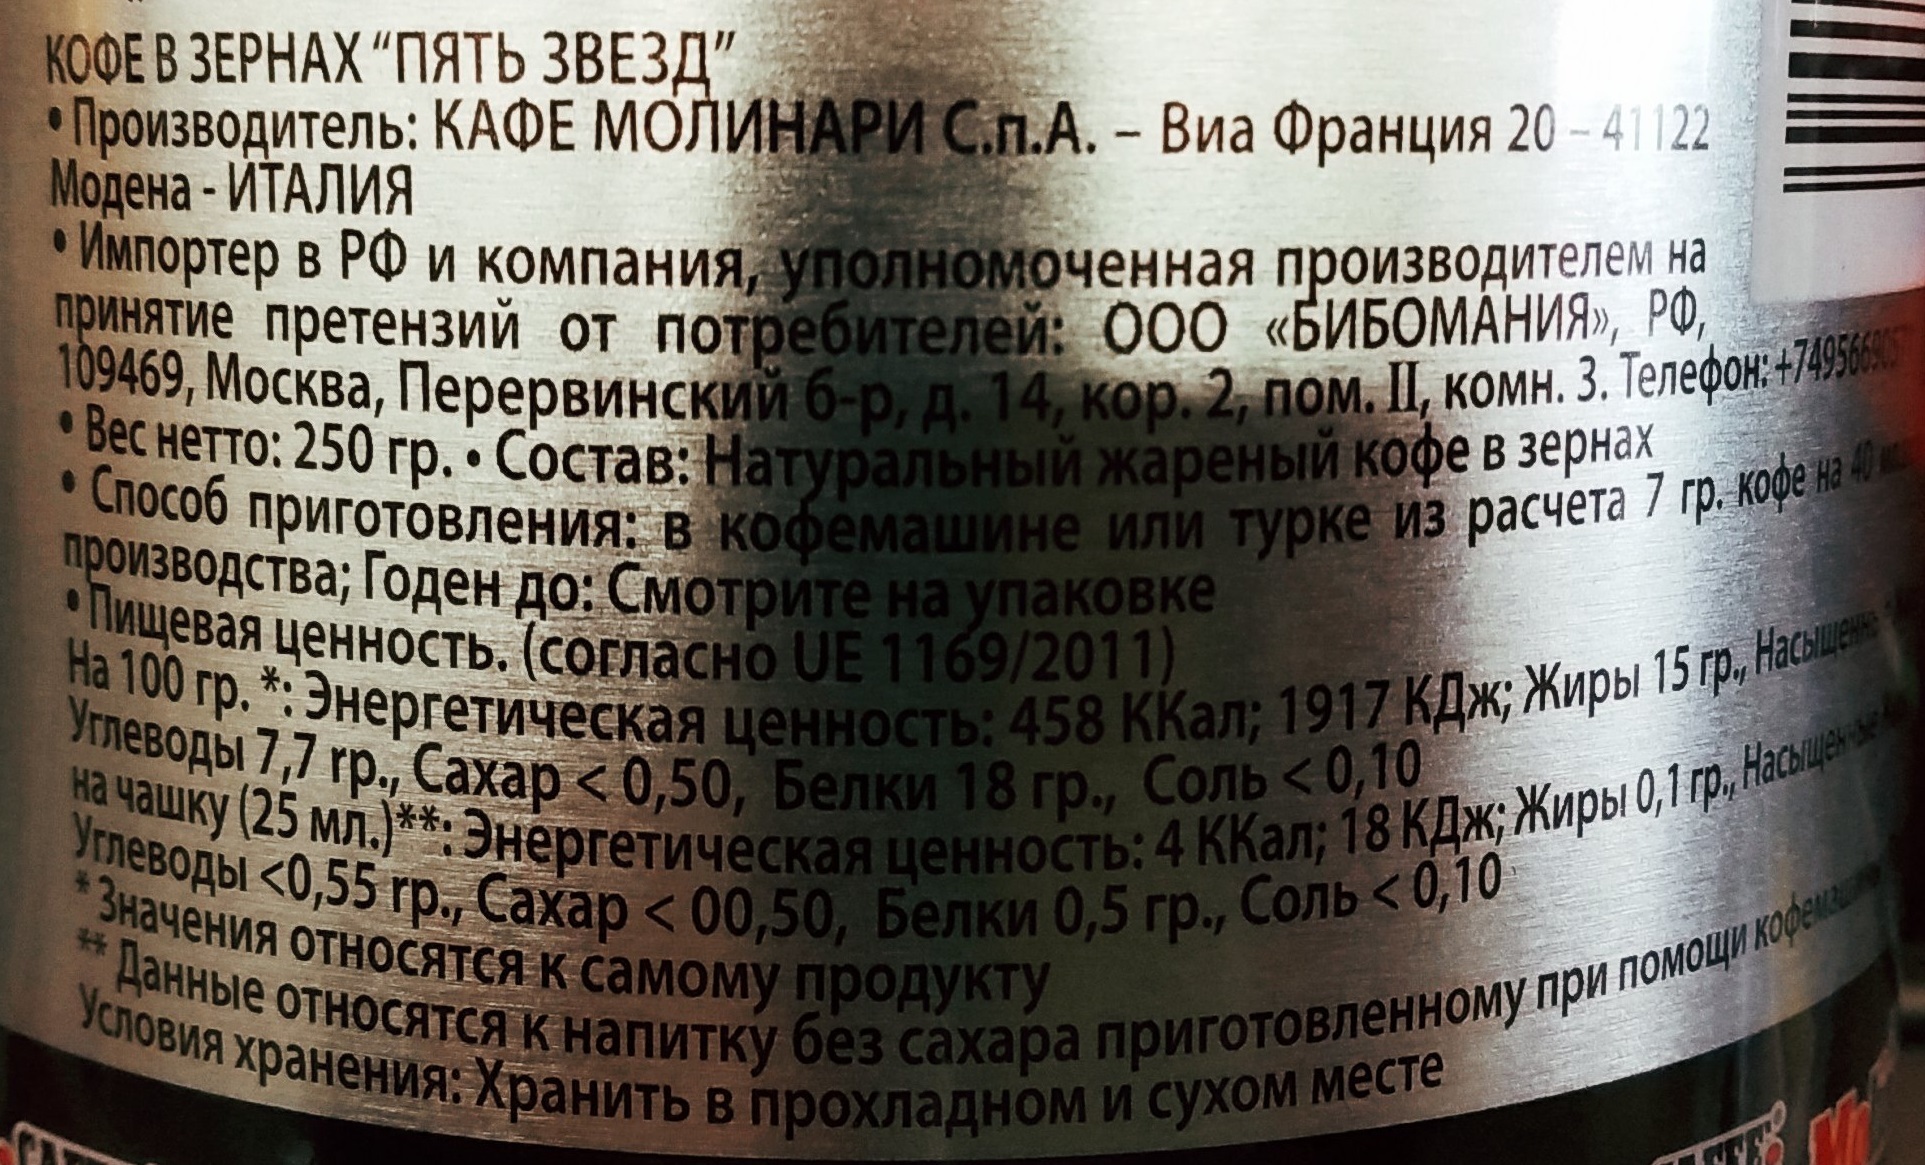 КОФЕ В ЗЕРНАХ “ПЯТЬ ЗВЕЗД”
• Производитель: КАФЕ МОЛИНАРИ С.п.А. – Виа Франция 20 – 41122
Модена - ИТАЛИЯ
• Импортер в РФ и компания, уполномоченная производителем на
принятие претензий от потребителей: ООО «БИБОМАНИЯ», РФ,
109469, Москва, Перервинский б-р, д. 14, кор. 2, пом. II, комн. 3. Телефон:
• Вес нетто: 250 гр. • Состав: Натуральный жареный кофе в зернах
• Способ приготовления: в кофемашине или турке из расчета 7 гр. кофе на 40
производства; Годен до: Смотрите на упаковке
• Пищевая ценность. (согласно UE 1169/2011)
На 100 гр. *: Энергетическая ценность: 458 ККал; 1917 КДж; Жиры 15 гр.,
Углеводы 7,7 гр., Сахар < 0,50, Белки 18 гр., Соль < 0,10
на чашку (25 мл.)**: Энергетическая ценность: 4 ККал; 18 КДж; Жиры 0,1 гр.,
Углеводы <0,55 гр., Сахар < 00,50, Белки 0,5 гр., Соль < 0,10
* Значения относятся к самому продукту
** Данные относятся к напитку без сахара приготовленному при помощи
Условия хранения: Хранить в прохладном и сухом месте